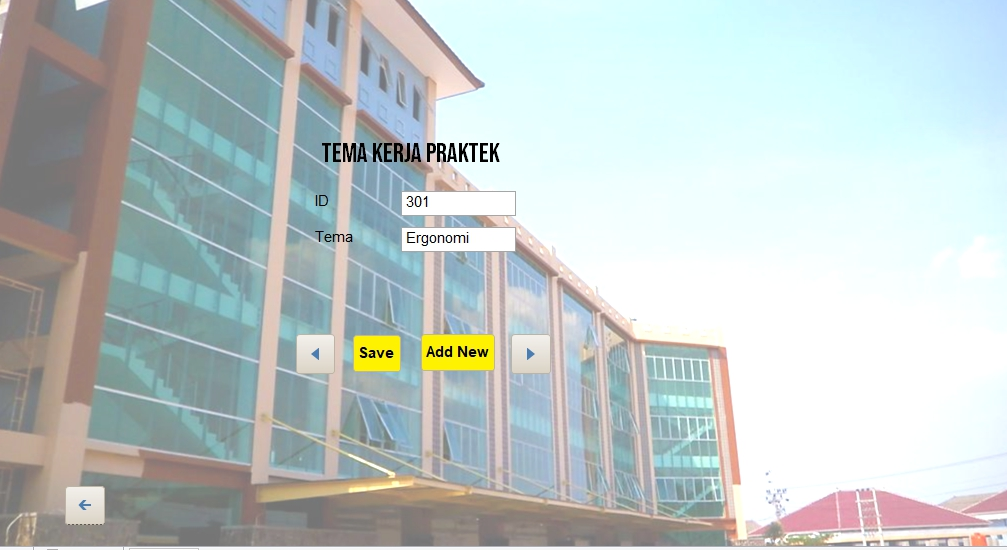 TEMA KERJA PRAKTEK
ID 301
Tema Ergonomi
Save Add New